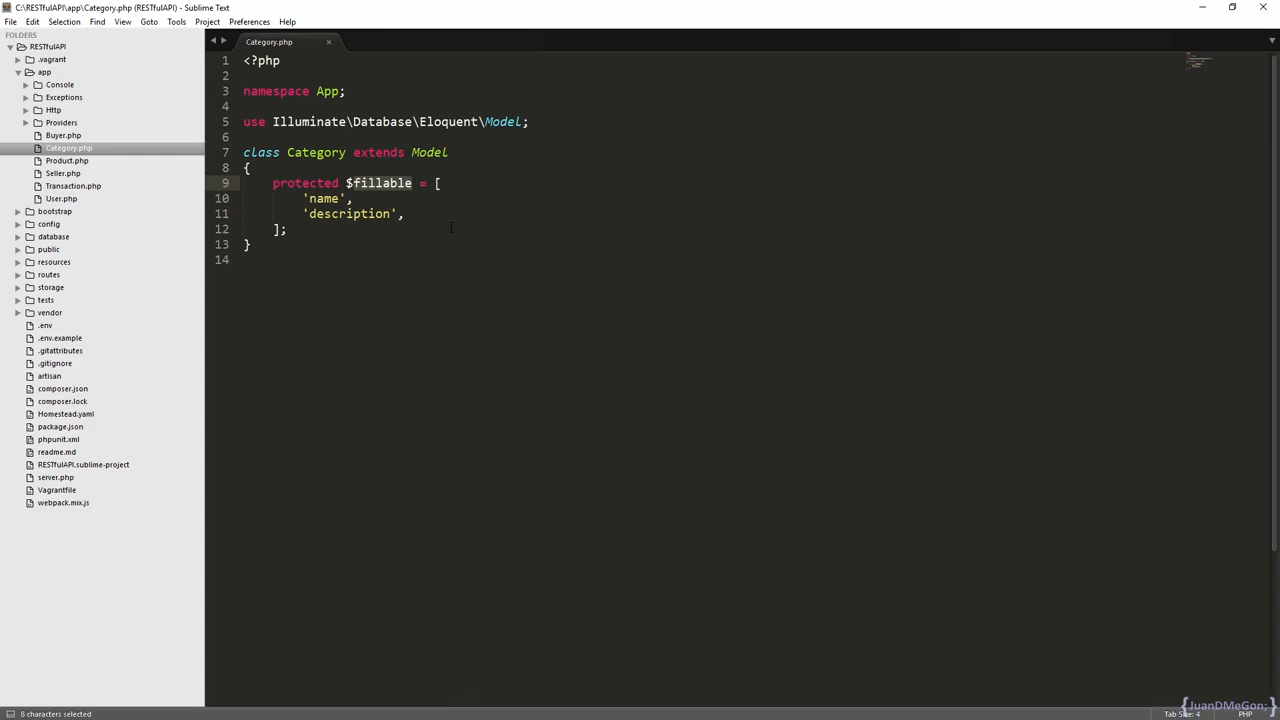 C:\RESTfulAPI\app\Category.php (RESTfulAPI) - Sublime Text
File Edit Selection Find View Goto Tools Project Preferences Help
FOLDERS
RESTfulAPI
.vagrant
app
Console
Exceptions
Http
Providers
Buyer.php
Category.php
Product.php
Seller.php
Transaction.php
User.php
bootstrap
config
database
public
resources
routes
storage
tests
vendor
.env
.env.example
.gitattributes
.gitignore
artisan
composer.json
composer.lock
Homestead.yaml
package.json
phpunit.xml
readme.md
RESTfulAPI.sublime-project
server.php
Vagrantfile
webpack.mix.js
Category.php
1 <?php
2
3 namespace App;
4
5 use Illuminate\Database\Eloquent\Model;
6
7 class Category extends Model
8 {
9 protected $fillable = [
10 'name',
11 'description',
12 ];
13 }
14
{JuanDMeGon;}
8 characters selected
Tab Size: 4 PHP